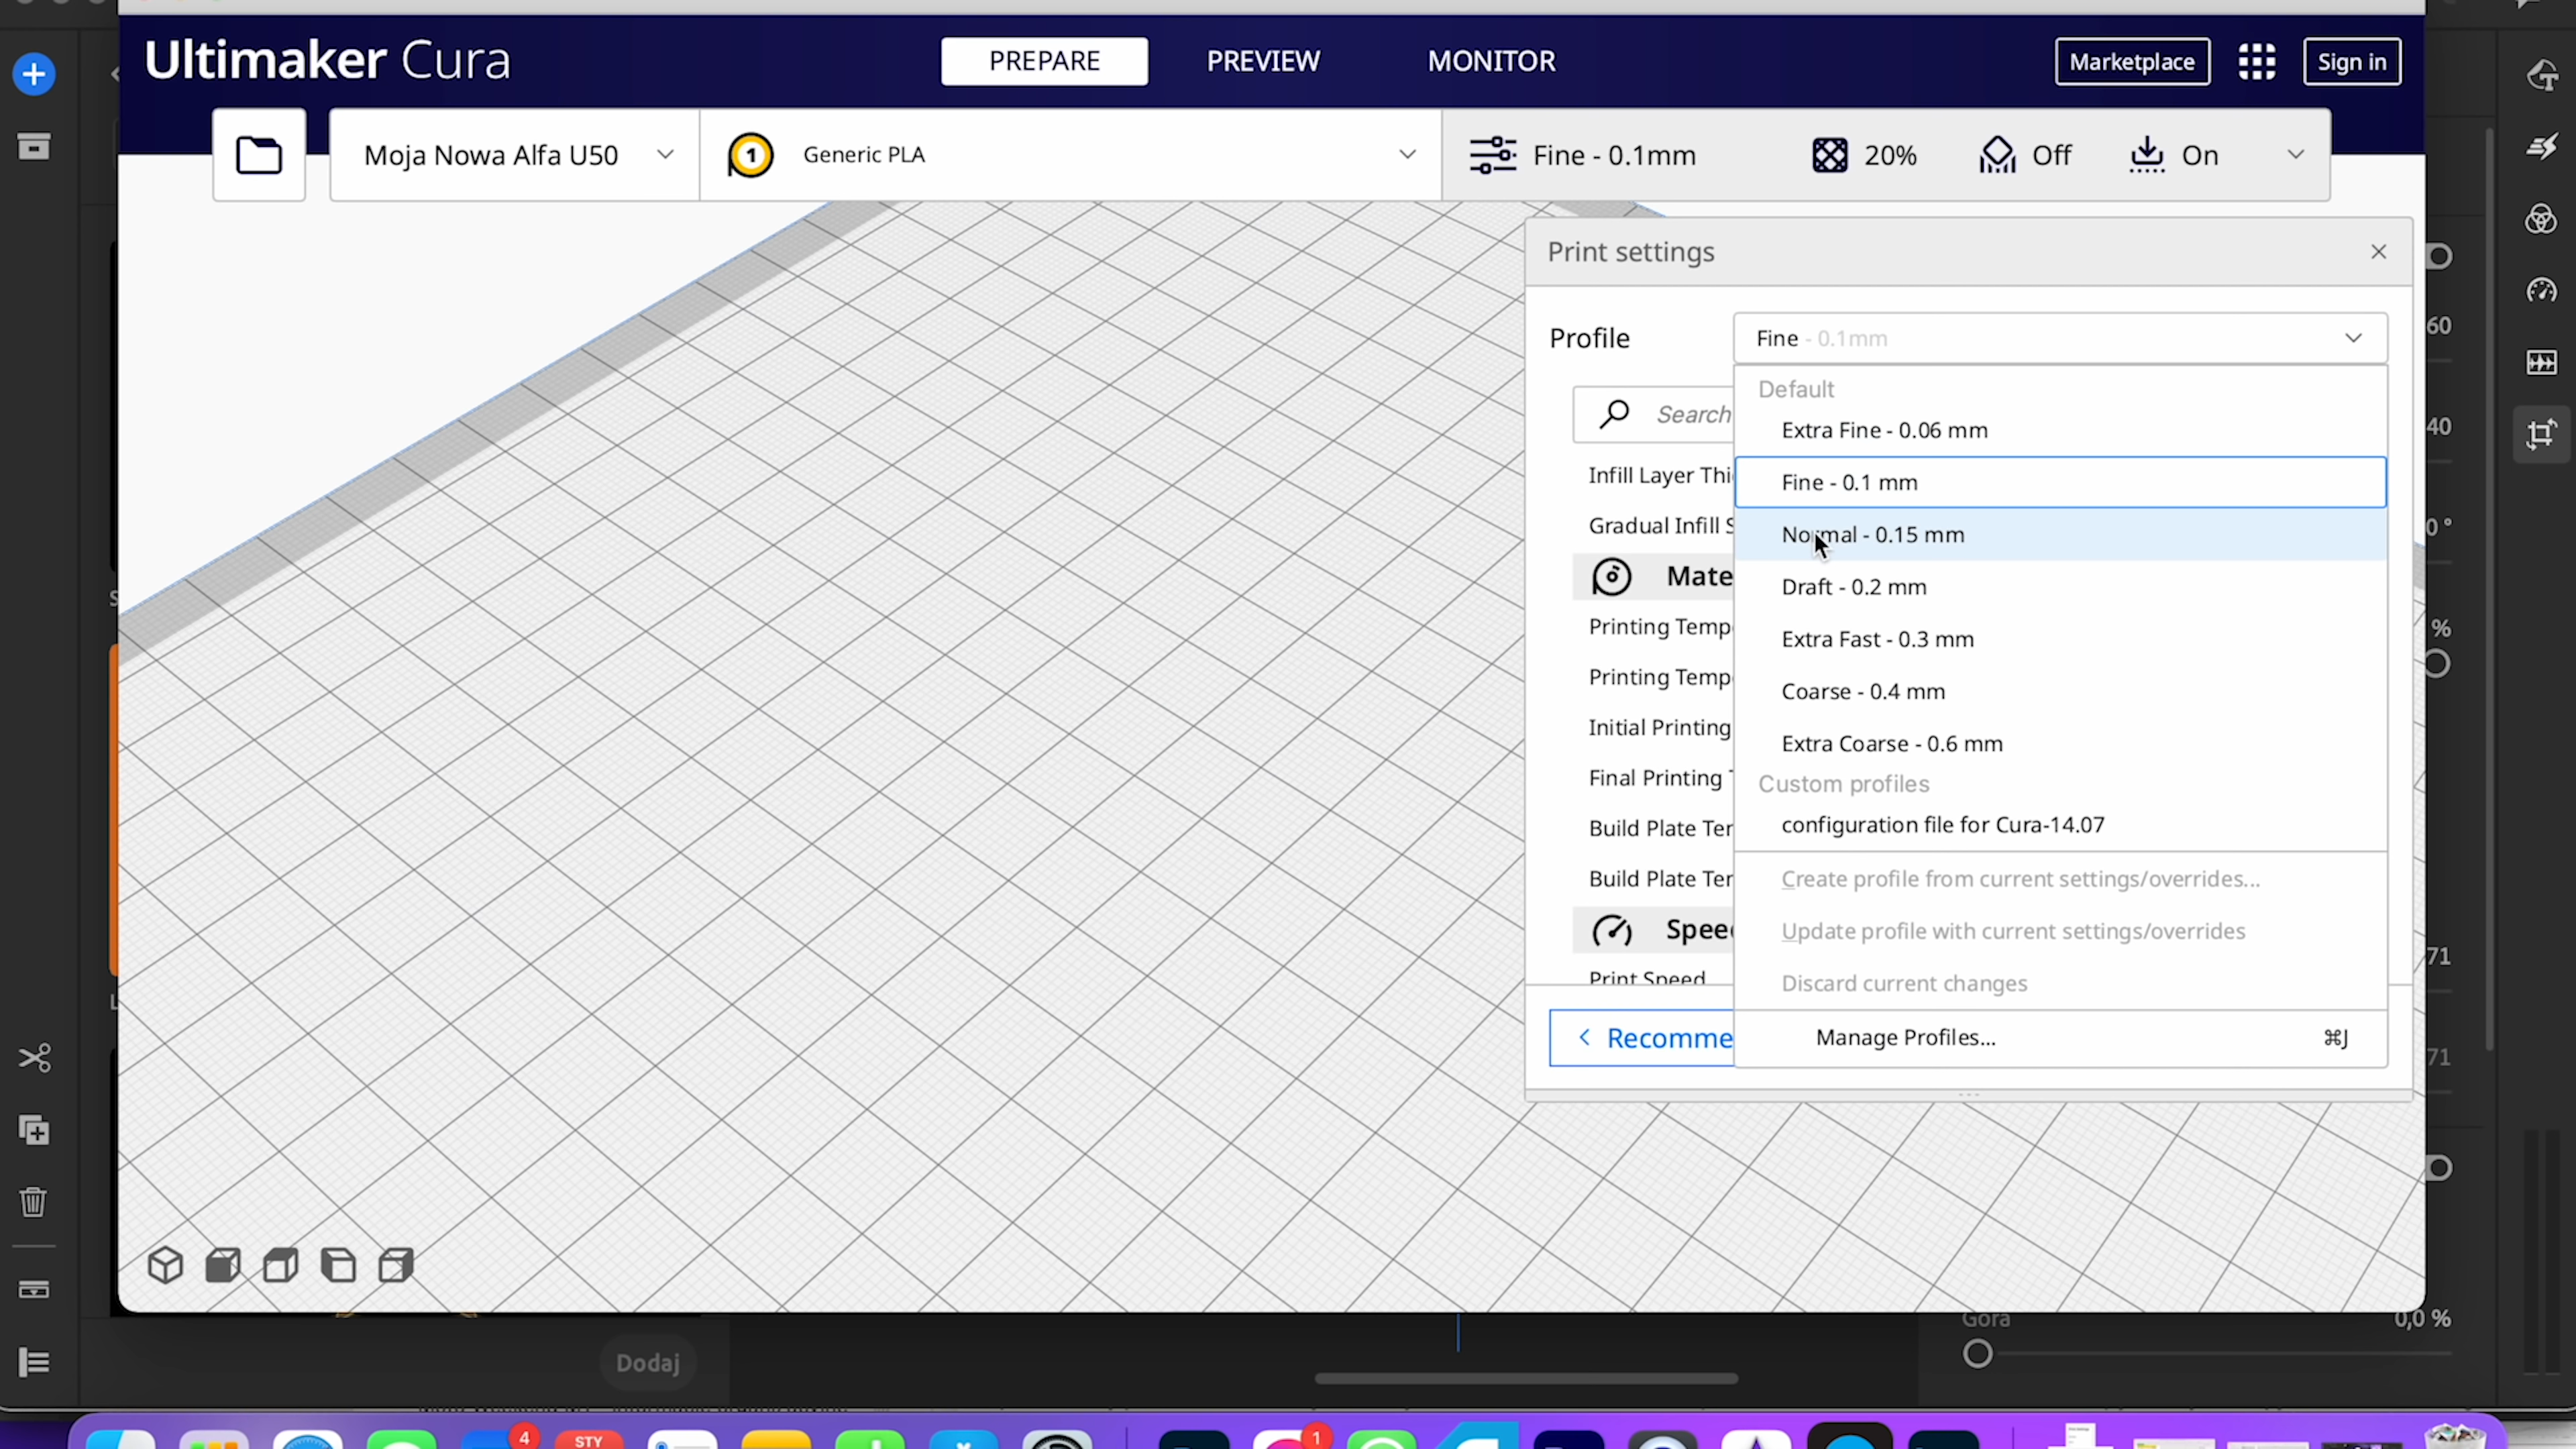 Ultimaker Cura
PREPARE
PREVIEW
MONITOR
Marketplace
Sign in
Moja Nowa Alfa U50
1
Generic PLA
Fine - 0.1mm
20%
Off
On
Print settings
Profile
Fine - 0.1mm
Default
Search
Extra Fine - 0.06 mm
Infill Layer Thi
Fine - 0.1 mm
Gradual Infill S
Normal - 0.15 mm
Mate
Draft - 0.2 mm
Printing Temp
Extra Fast - 0.3 mm
Printing Temp
Coarse - 0.4 mm
Initial Printing
Extra Coarse - 0.6 mm
Final Printing T
Custom profiles
Build Plate Ter
configuration file for Cura-14.07
Build Plate Ter
Create profile from current settings/overrides...
Speed
Update profile with current settings/overrides
Print Speed
Discard current changes
Recomme
Manage Profiles...
⌘J
60
40
0 °
%
71
71
Góra
0,0 %
Dodaj
4
STY
1